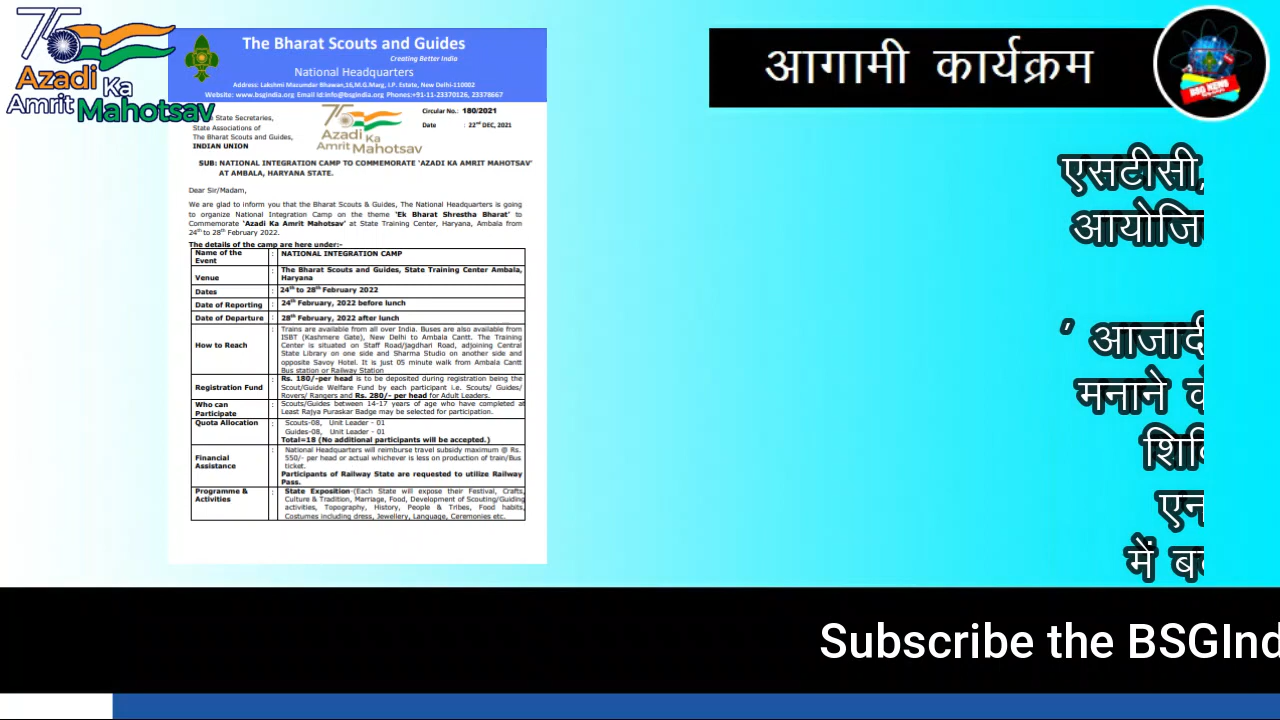 75
Azadi Ka
Amrit Mahotsav
The Bharat Scouts and Guides
Creating Better India
National Headquarters
Address: Lakshmi Mazumdar Bhawan,16,M.G.Marg, I.P. Estate, New Delhi-110002
Website: www.bsgindia.org Email id:info@bsgindia.org Phones:+91-11-23370126, 23378667
Circular No.: 180/2021
Date : 22nd DEC, 2021
State Secretaries,
State Associations of
The Bharat Scouts and Guides,
INDIAN UNION
Azadi Ka
Amrit Mahotsav
SUB: NATIONAL INTEGRATION CAMP TO COMMEMORATE 'AZADI KA AMRIT MAHOTSAV'
AT AMBALA, HARYANA STATE.
Dear Sir/Madam,
We are glad to inform you that the Bharat Scouts & Guides, The National Headquarters is going
to organize National Integration Camp on the theme 'Ek Bharat Shrestha Bharat' to
Commemorate 'Azadi Ka Amrit Mahotsav' at State Training Center, Haryana, Ambala from
24th to 28th February 2022.
The details of the camp are here under:-
Name of the Event : NATIONAL INTEGRATION CAMP
Venue : The Bharat Scouts and Guides, State Training Center Ambala,
Haryana
Dates : 24th to 28th February 2022
Date of Reporting : 24th February, 2022 before lunch
Date of Departure : 28th February, 2022 after lunch
How to Reach : Trains are available from all over India. Buses are also available from
ISBT (Kashmere Gate), New Delhi to Ambala Cantt. The Training
Center is situated on Staff Road/Jagdhari Road, adjoining Central
State Library on one side and Sharma Studio on another side and
opposite Savoy Hotel. It is just 05 minute walk from Ambala Cantt
Bus station or Railway Station
Registration Fund : Rs. 180/-per head is to be deposited during registration being the
Scout/Guide Welfare Fund by each participant i.e. Scouts/ Guides/
Rovers/ Rangers and Rs. 280/- per head for Adult Leaders.
Who can Participate : Scouts/Guides between 14-17 years of age who have completed at
Least Rajya Puraskar Badge may be selected for participation.
Quota Allocation : Scouts-08, Unit Leader - 01
Guides-08, Unit Leader - 01
Total=18 (No additional participants will be accepted.)
Financial Assistance : National Headquarters will reimburse travel subsidy maximum @ Rs.
550/- per head or actual whichever is less on production of train/Bus
ticket.
Participants of Railway State are requested to utilize Railway
Pass.
Programme & Activities : State Exposition-(Each State will expose their Festival, Crafts,
Culture & Tradition, Marriage, Food, Development of Scouting/Guiding
activities, Topography, History, People & Tribes, Food habits,
Costumes including dress, Jewellery, Language, Ceremonies etc.
आगामी कार्यक्रम
BSG NEWS
एसटीसी,
आयोजि
' आजादी
मनाने
शिवि
एन
में
Subscribe the BSGInd